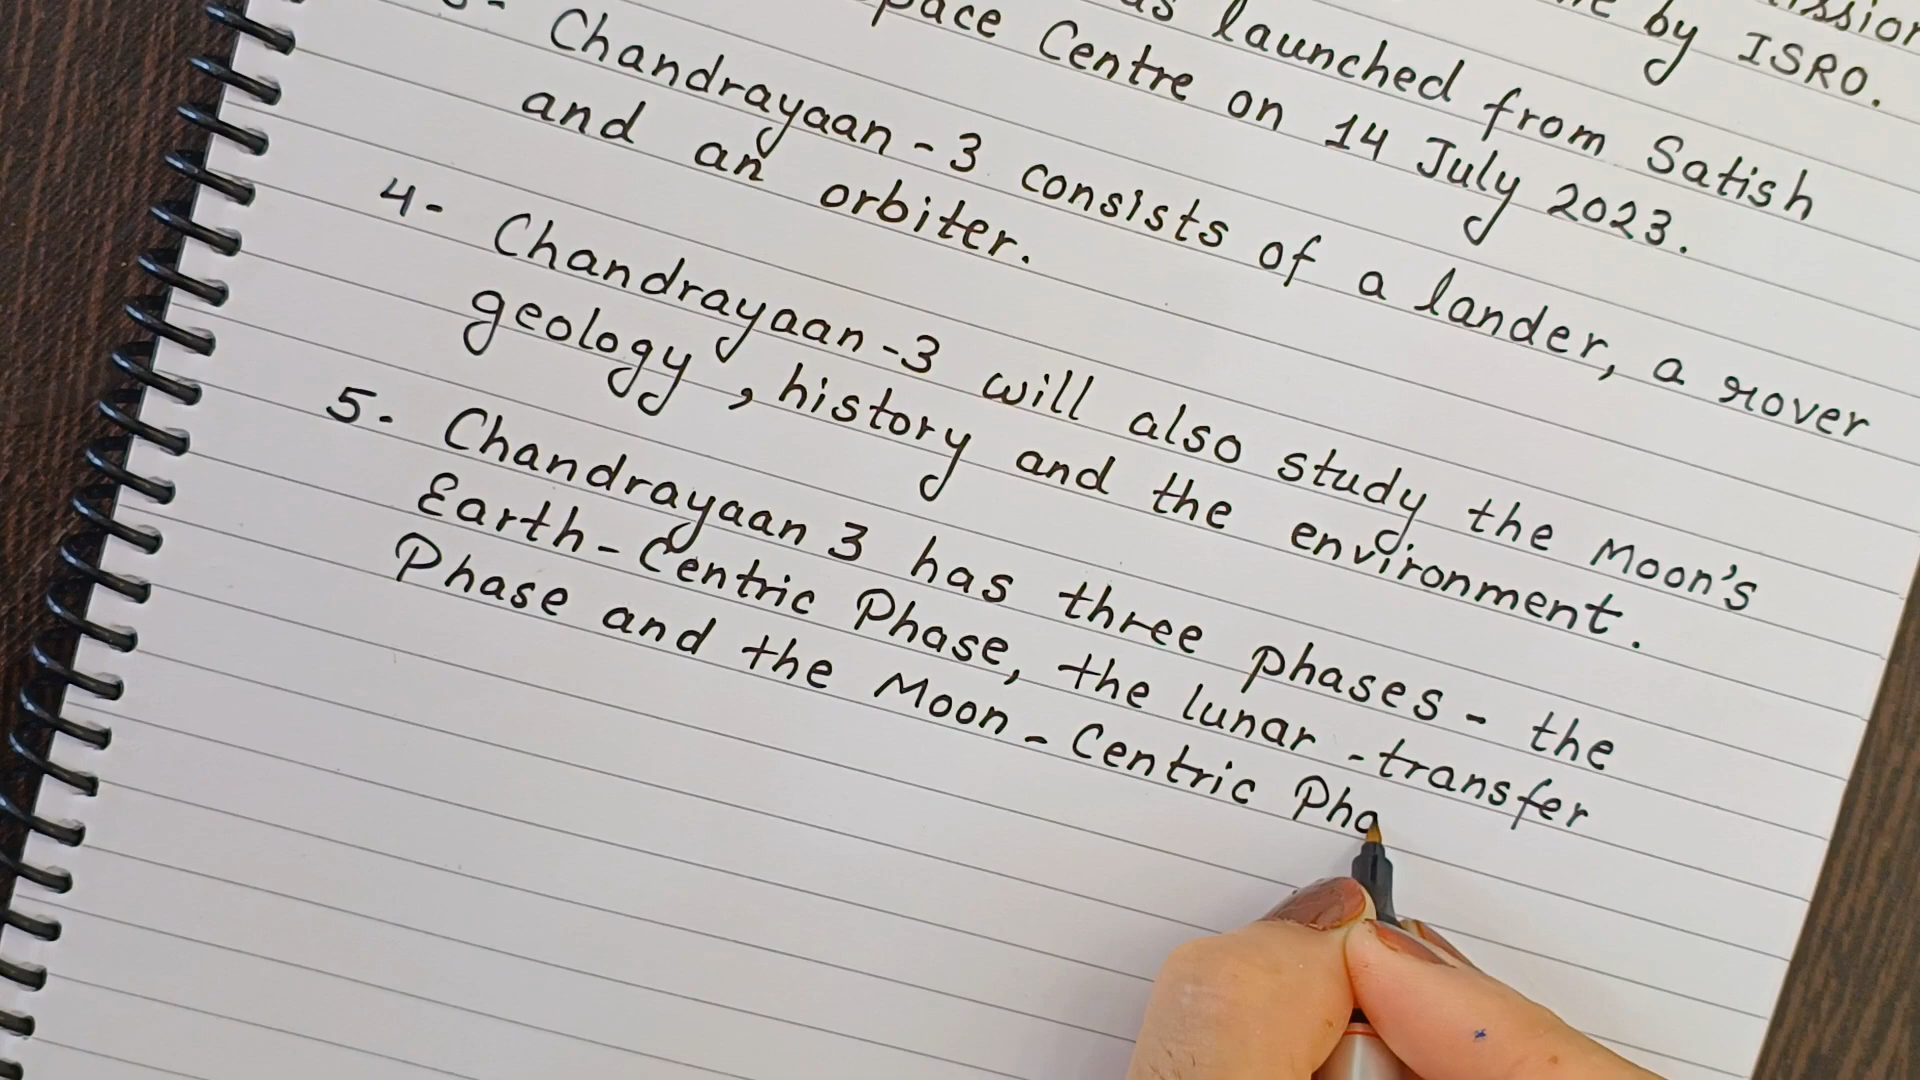 by ISRO.
launched from Satish
Space Centre on 14 July 2023.
3- Chandrayaan-3 consists of a lander, a rover
and an orbiter.
4- Chandrayaan-3 will also study the Moon's
geology, history and the environment.
5- Chandrayaan 3 has three phases - the
Earth-Centric Phase, the lunar-transfer
Phase and the Moon-Centric Pha